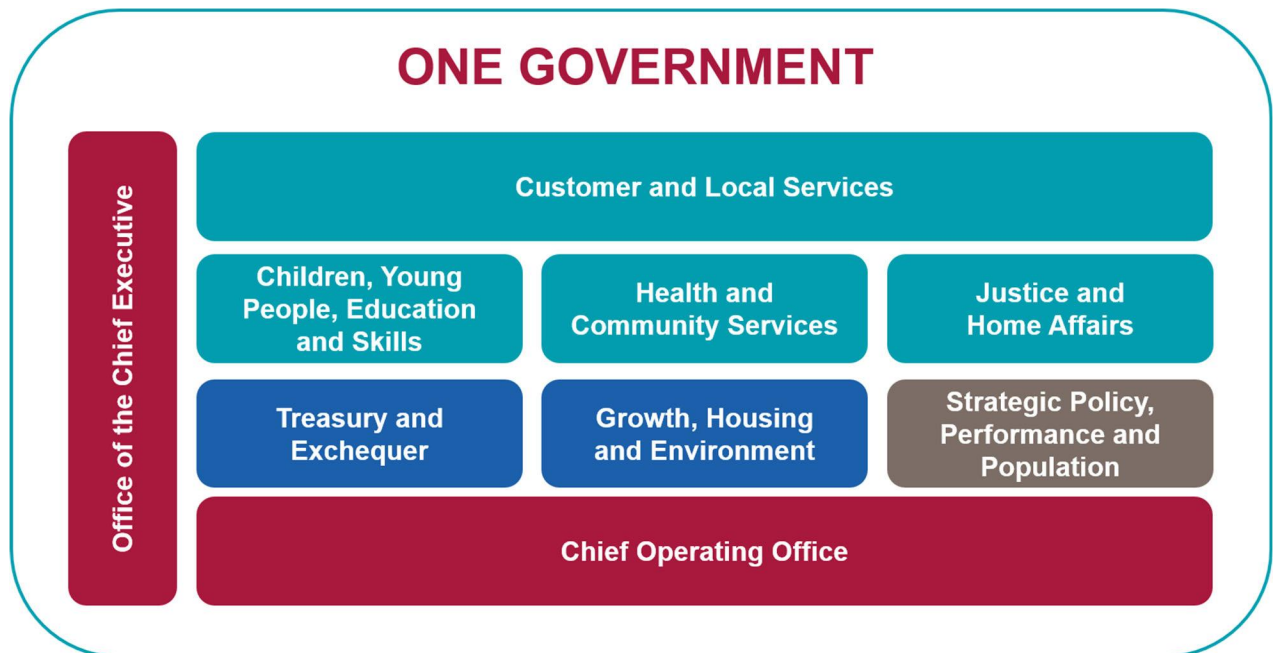 ONE GOVERNMENT
Office of the Chief Executive
Customer and Local Services
Children, Young
People, Education
and Skills
Health and
Community Services
Justice and
Home Affairs
Treasury and
Exchequer
Growth, Housing
and Environment
Strategic Policy,
Performance and
Population
Chief Operating Office